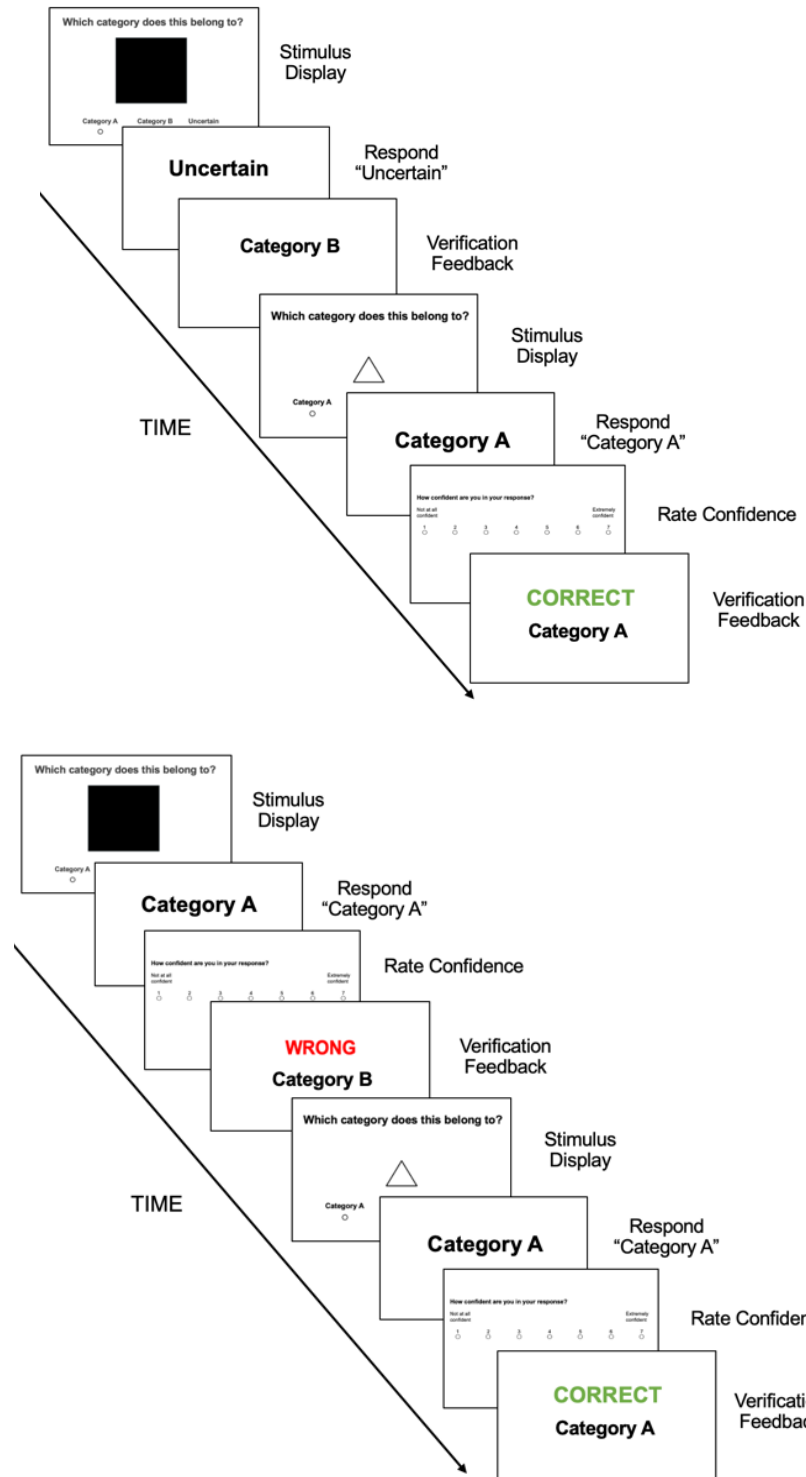 Which category does this belong to?
Stimulus
Display
Category A Category B Uncertain
Uncertain
Respond
“Uncertain”
Category B
Verification
Feedback
Which category does this belong to?
Stimulus
Display
Category A
TIME
Category A
Respond
“Category A”
How confident are you in your response?
Not at all
confident
Extremely
confident
1 2 3 4 5 6 7
Rate Confidence
CORRECT
Category A
Verification
Feedback
Which category does this belong to?
Stimulus
Display
Category A
Category A
Respond
“Category A”
How confident are you in your response?
Not at all
confident
Extremely
confident
1 2 3 4 5 6 7
Rate Confidence
WRONG
Category B
Verification
Feedback
Which category does this belong to?
Stimulus
Display
Category A
TIME
Category A
Respond
“Category A”
How confident are you in your response?
Not at all
confident
Extremely
confident
1 2 3 4 5 6 7
Rate Confiden
CORRECT
Category A
Verificati
Feedba